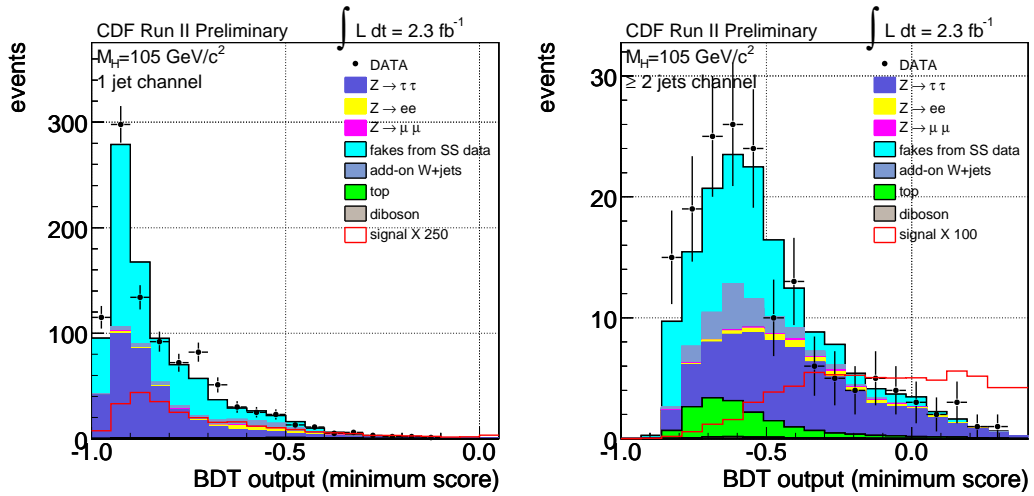 CDF Run II Preliminary ∫ L dt = 2.3 fb⁻¹
M_H=105 GeV/c²
1 jet channel
DATA
Z → τ τ
Z → ee
Z → μ μ
fakes from SS data
add-on W+jets
top
diboson
signal X 250
events
300
200
100
0
-1.0 -0.5 0.0
BDT output (minimum score)
CDF Run II Preliminary ∫ L dt = 2.3 fb⁻¹
M_H=105 GeV/c²
≥ 2 jets channel
DATA
Z → τ τ
Z → ee
Z → μ μ
fakes from SS data
add-on W+jets
top
diboson
signal X 100
events
30
20
10
0
-1.0 -0.5 0.0
BDT output (minimum score)